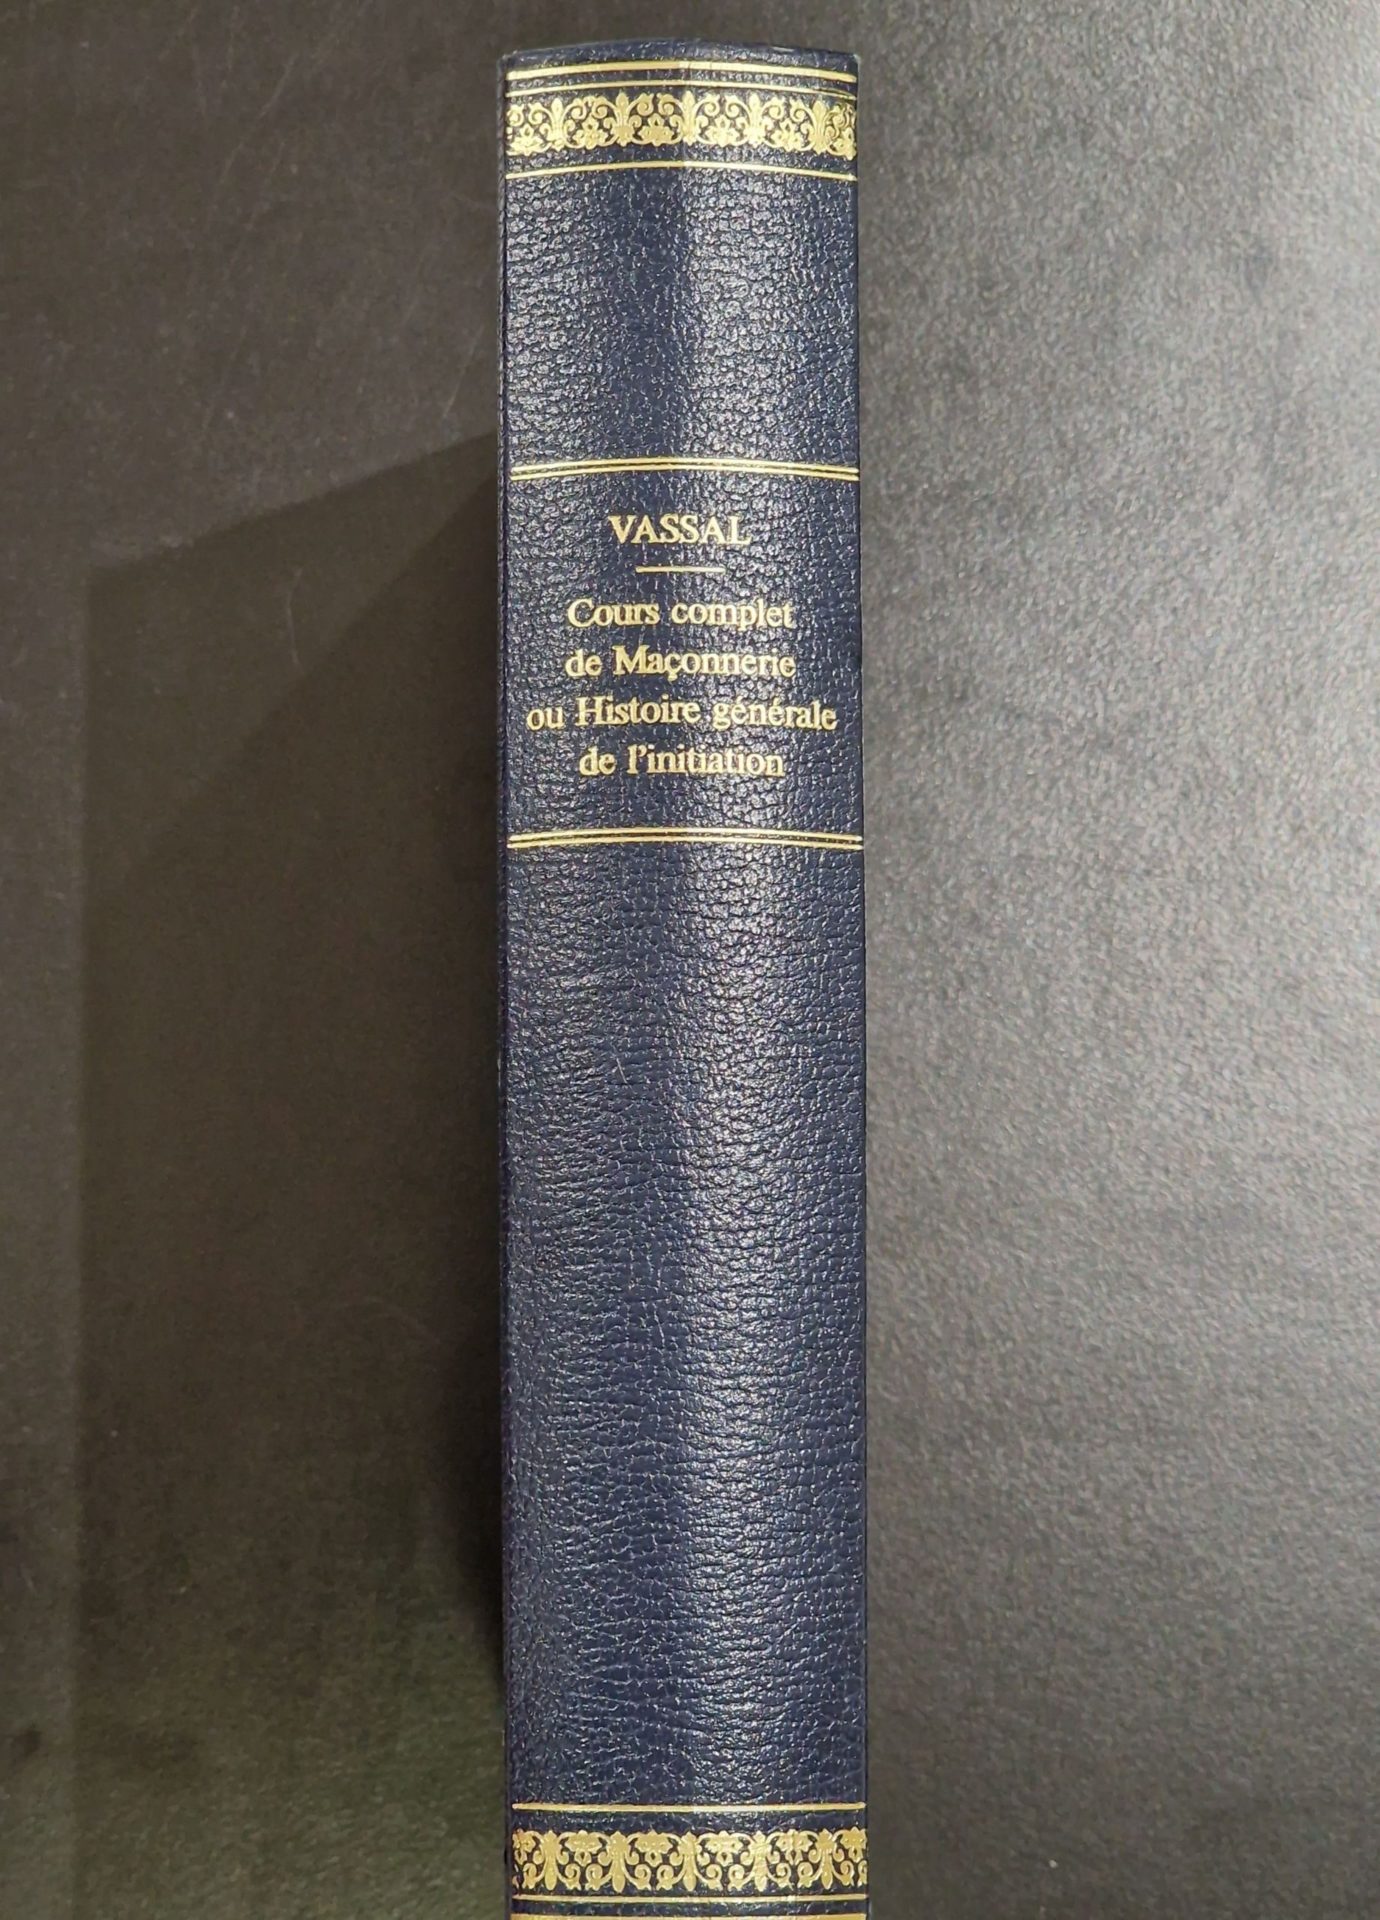 VASSAL
Cours complet
de Maçonnerie
ou Histoire générale
de l'initiation